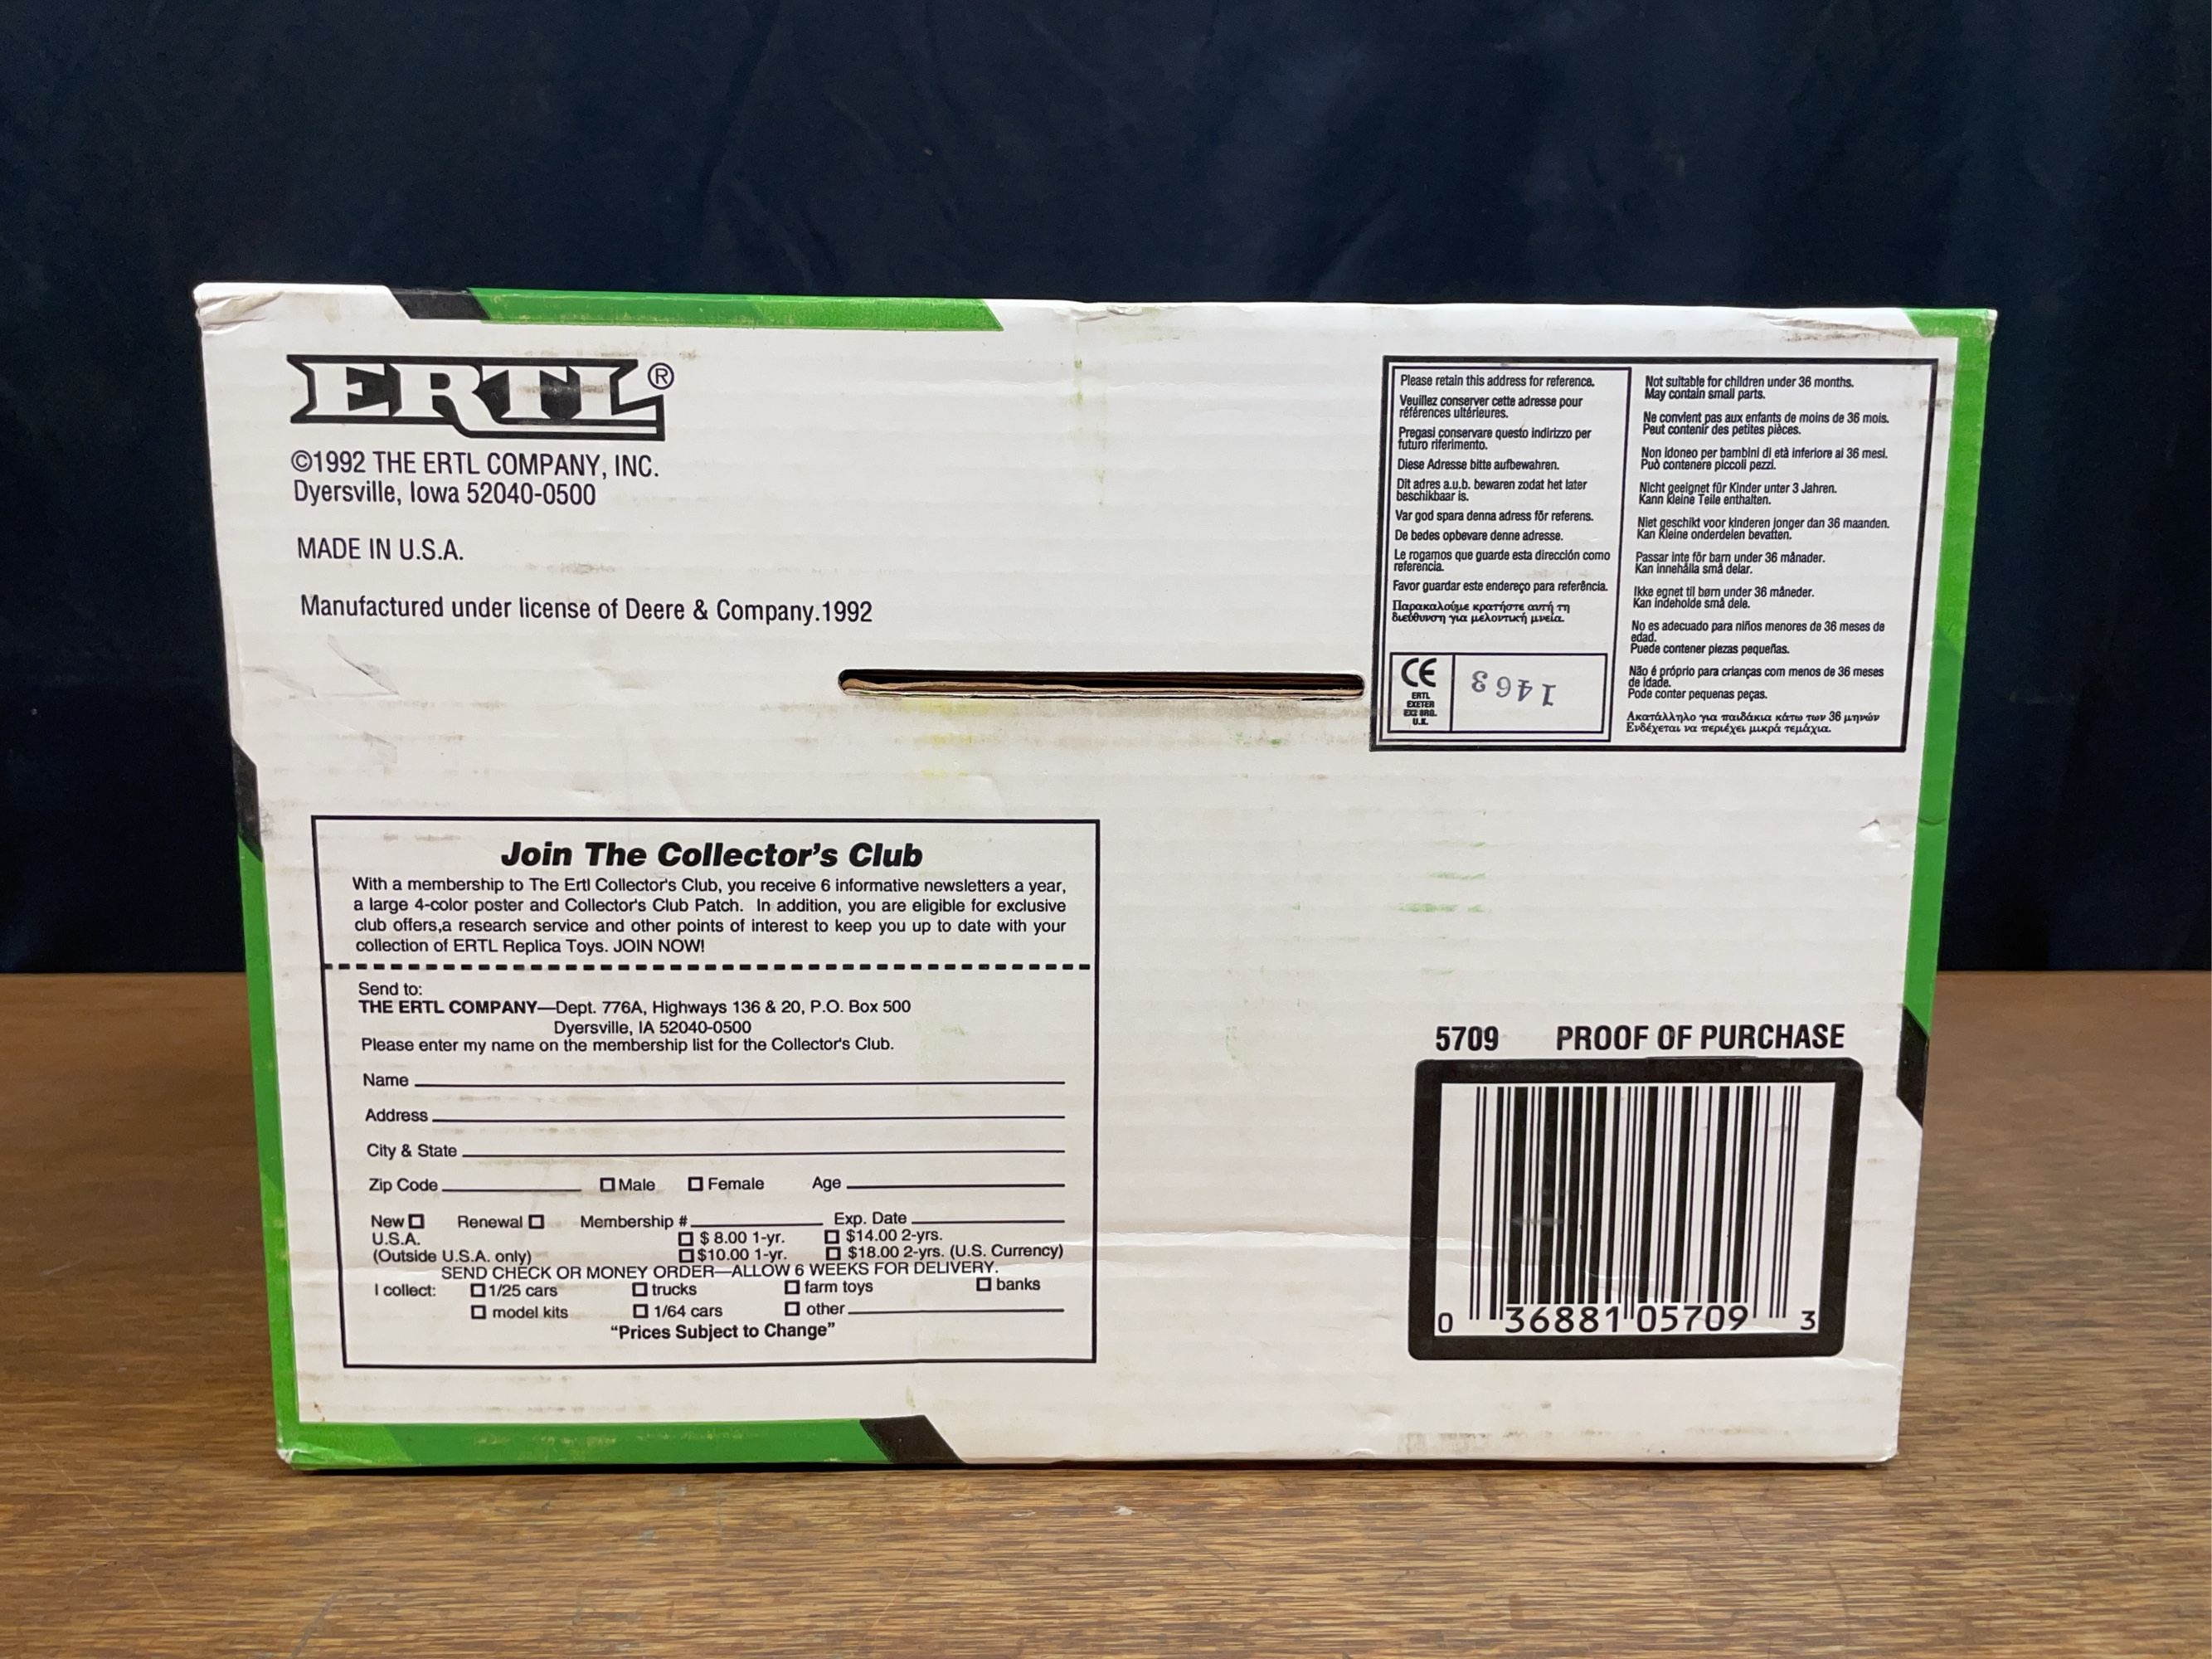 ERTL®
©1992 THE ERTL COMPANY, INC.
Dyersville, Iowa 52040-0500
MADE IN U.S.A.
Manufactured under license of Deere & Company.1992
Please retain this address for reference.
Veuillez conserver cette adresse pour
références ultérieures.
Pregasi conservare questo indirizzo per
futuro riferimento.
Diese Adresse bitte aufbewahren.
Dit adres a.u.b. bewaren zodat het later
beschikbaar is.
Var god spara denna adress för referens.
De bedes opbevare denne adresse.
Le rogamos que guarde esta dirección como
referencia.
Favor guardar este endereço para referência.
Παρακαλούμε κρατήστε αυτή τη
διεύθυνση για μελοντική μνεία.
CE
ERTL
EXETER
EX2 8RG.
U.K.
1463
Not suitable for children under 36 months.
May contain small parts.
Ne convient pas aux enfants de moins de 36 mois.
Peut contenir des petites pièces.
Non idoneo per bambini di età inferiore ai 36 mesi.
Può contenere piccoli pezzi.
Nicht geeignet für Kinder unter 3 Jahren.
Kann kleine Teile enthalten.
Niet geschikt voor kinderen jonger dan 36 maanden.
Kan Kleine onderdelen bevatten.
Passar inte för barn under 36 månader.
Kan innehålla små delar.
Ikke egnet til børn under 36 måneder.
Kan indeholde små dele.
No es adecuado para niños menores de 36 meses de
edad.
Puede contener piezas pequeñas.
Não é próprio para crianças com menos de 36 meses
de idade.
Pode conter pequenas peças.
Ακατάλληλο για παιδάκια κάτω των 36 μηνών
Ενδέχεται να περιέχει μικρά τεμάχια.
Join The Collector's Club
With a membership to The Ertl Collector's Club, you receive 6 informative newsletters a year,
a large 4-color poster and Collector's Club Patch. In addition, you are eligible for exclusive
club offers,a research service and other points of interest to keep you up to date with your
collection of ERTL Replica Toys. JOIN NOW!
Send to:
THE ERTL COMPANY—Dept. 776A, Highways 136 & 20, P.O. Box 500
Dyersville, IA 52040-0500
Please enter my name on the membership list for the Collector's Club.
Name
Address
City & State
Zip Code Male Female Age
New Renewal Membership # Exp. Date
U.S.A. $ 8.00 1-yr. $14.00 2-yrs.
(Outside U.S.A. only) $10.00 1-yr. $18.00 2-yrs. (U.S. Currency)
SEND CHECK OR MONEY ORDER—ALLOW 6 WEEKS FOR DELIVERY.
I collect: 1/25 cars trucks farm toys banks
model kits 1/64 cars other
"Prices Subject to Change"
5709 PROOF OF PURCHASE
0 36881 05709 3